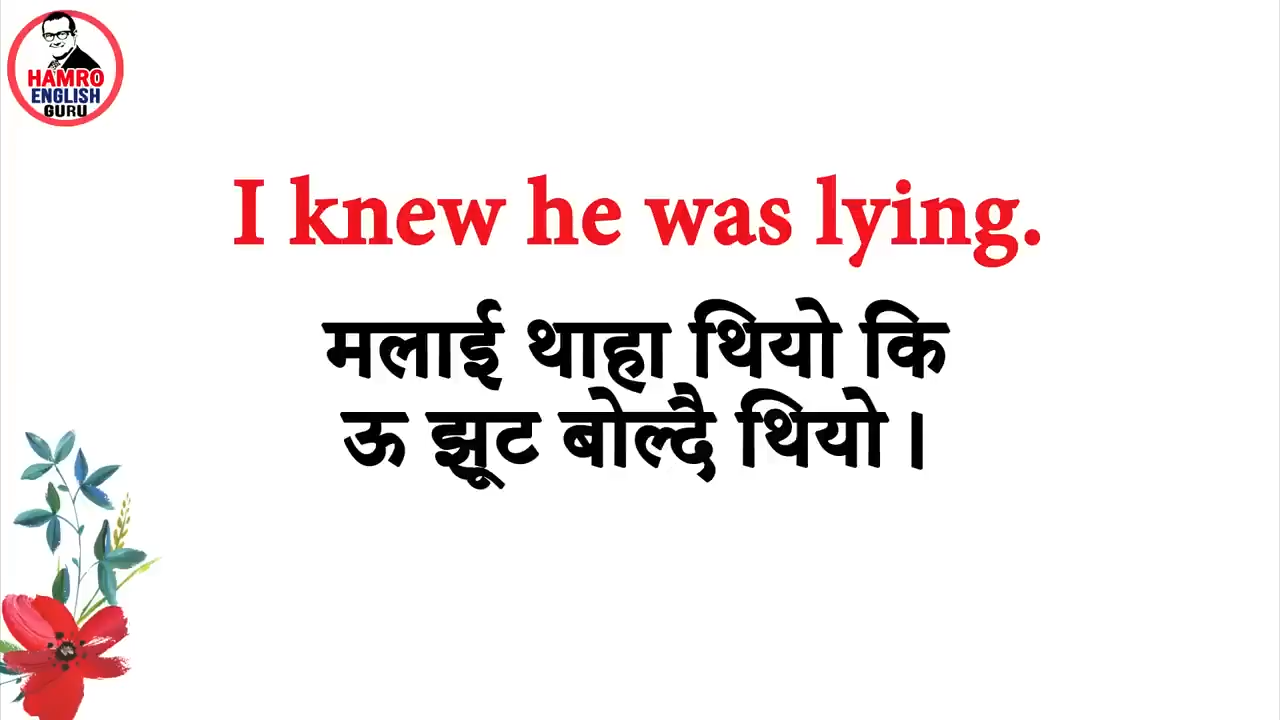 HAMRO
ENGLISH
GURU
I knew he was lying.
मलाई थाहा थियो कि
ऊ झूट बोल्दै थियो।